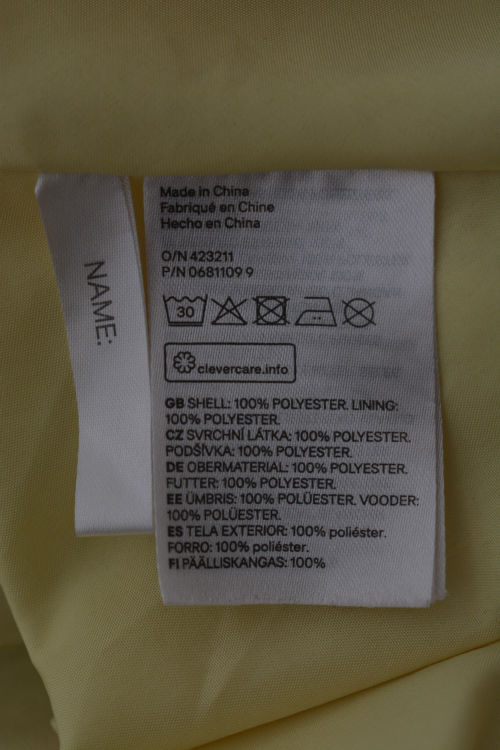 Made in China
Fabriqué en Chine
Hecho en China
O/N 423211
P/N 0681109 9
30
clevercare.info
GB SHELL: 100% POLYESTER. LINING:
100% POLYESTER.
CZ SVRCHNÍ LÁTKA: 100% POLYESTER.
PODŠÍVKA: 100% POLYESTER.
DE OBERMATERIAL: 100% POLYESTER.
FUTTER: 100% POLYESTER.
EE ÜMBRIS: 100% POLÜESTER. VOODER:
100% POLÜESTER.
ES TELA EXTERIOR: 100% poliéster.
FORRO: 100% poliéster.
FI PÄÄLLISKANGAS: 100%
NAME: